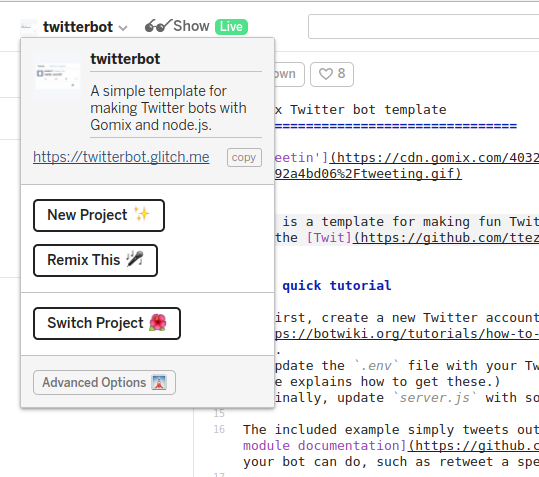 twitterbot
Show
Live
twitterbot
A simple template for
making Twitter bots with
Gomix and node.js.
https://twitterbot.glitch.me
copy
New Project ✨
Remix This 🎤
Switch Project 🌺
Advanced Options
own
8
x Twitter bot template
===============================
eetin'](https://cdn.gomix.com/4032
92a4bd06%2Ftweeting.gif)
is a template for making fun Twit
the [Twit](https://github.com/ttez
quick tutorial
irst, create a new Twitter account
ps://botwiki.org/tutorials/how-to-
.
pdate the `.env` file with your Tw
e explains how to get these.)
inally, update `server.js` with so
15
16 The included example simply tweets out
module documentation](https://github.c
your bot can do, such as retweet a spe
17